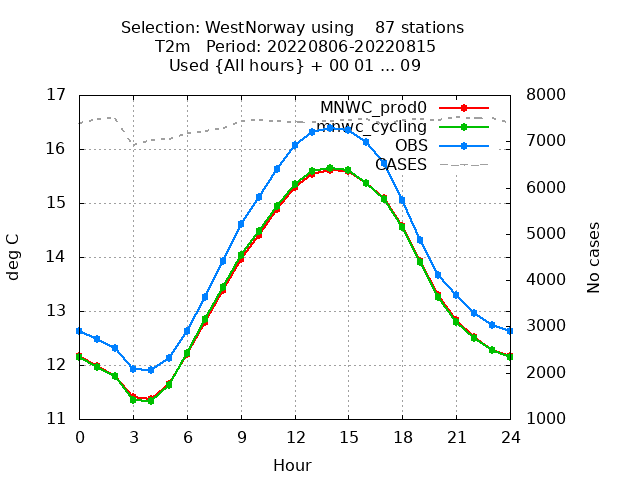 Selection: WestNorway using    87 stations
T2m   Period: 20220806-20220815
Used {All hours} + 00 01 ... 09
17 8000
MNWC_prod0
mnwc_cycling
16 7000
OBS
CASES
15 6000
14 5000
13 4000
12 3000
11 2000
1000
deg C
No cases
0 3 6 9 12 15 18 21 24
Hour